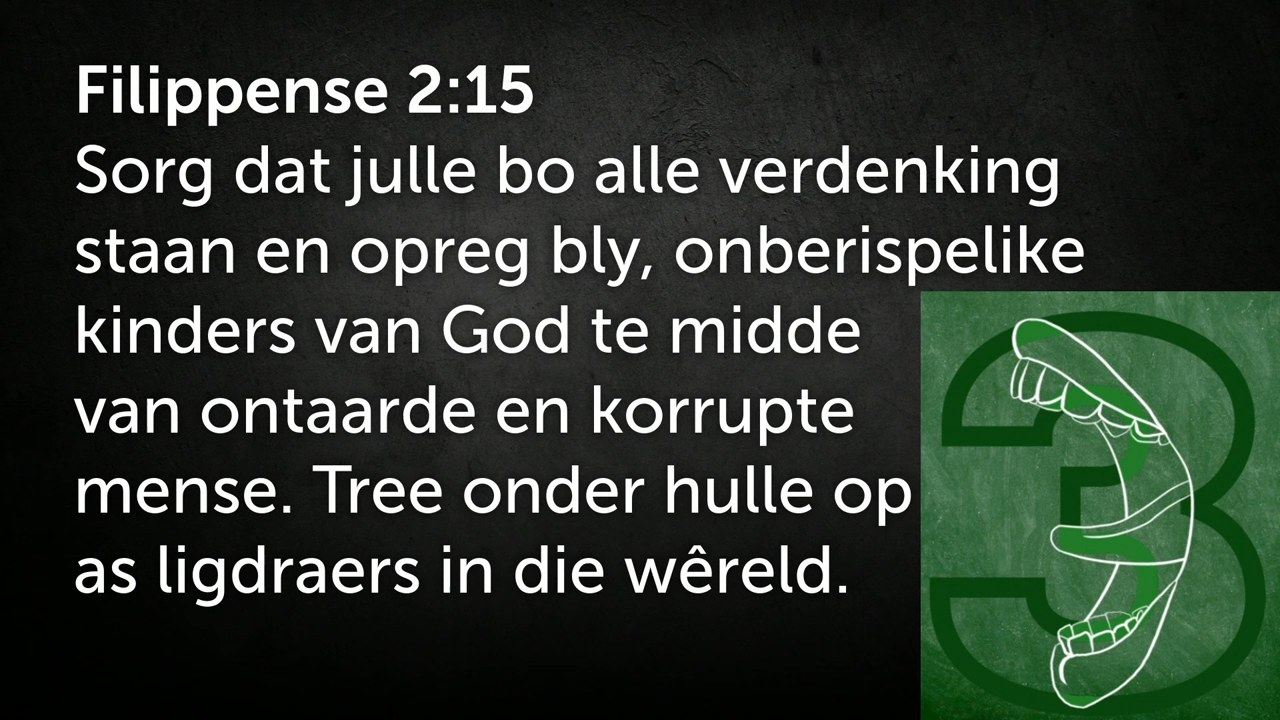 Filippense 2:15
Sorg dat julle bo alle verdenking
staan en opreg bly, onberispelike
kinders van God te midde
van ontaarde en korrupte
mense. Tree onder hulle op
as ligdraers in die wêreld.
3